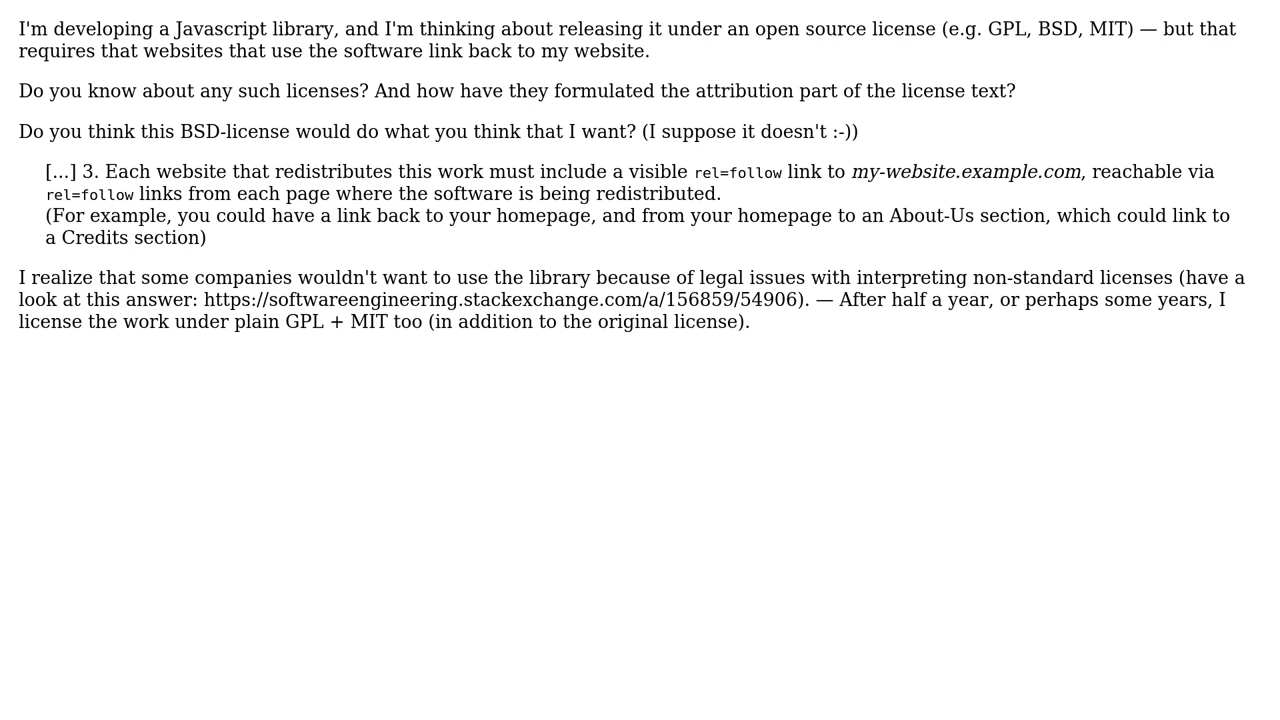 I'm developing a Javascript library, and I'm thinking about releasing it under an open source license (e.g. GPL, BSD, MIT) — but that
requires that websites that use the software link back to my website.
Do you know about any such licenses? And how have they formulated the attribution part of the license text?
Do you think this BSD-license would do what you think that I want? (I suppose it doesn't :-))
[...] 3. Each website that redistributes this work must include a visible rel=follow link to my-website.example.com, reachable via
rel=follow links from each page where the software is being redistributed.
(For example, you could have a link back to your homepage, and from your homepage to an About-Us section, which could link to
a Credits section)
I realize that some companies wouldn't want to use the library because of legal issues with interpreting non-standard licenses (have a
look at this answer: https://softwareengineering.stackexchange.com/a/156859/54906). — After half a year, or perhaps some years, I
license the work under plain GPL + MIT too (in addition to the original license).